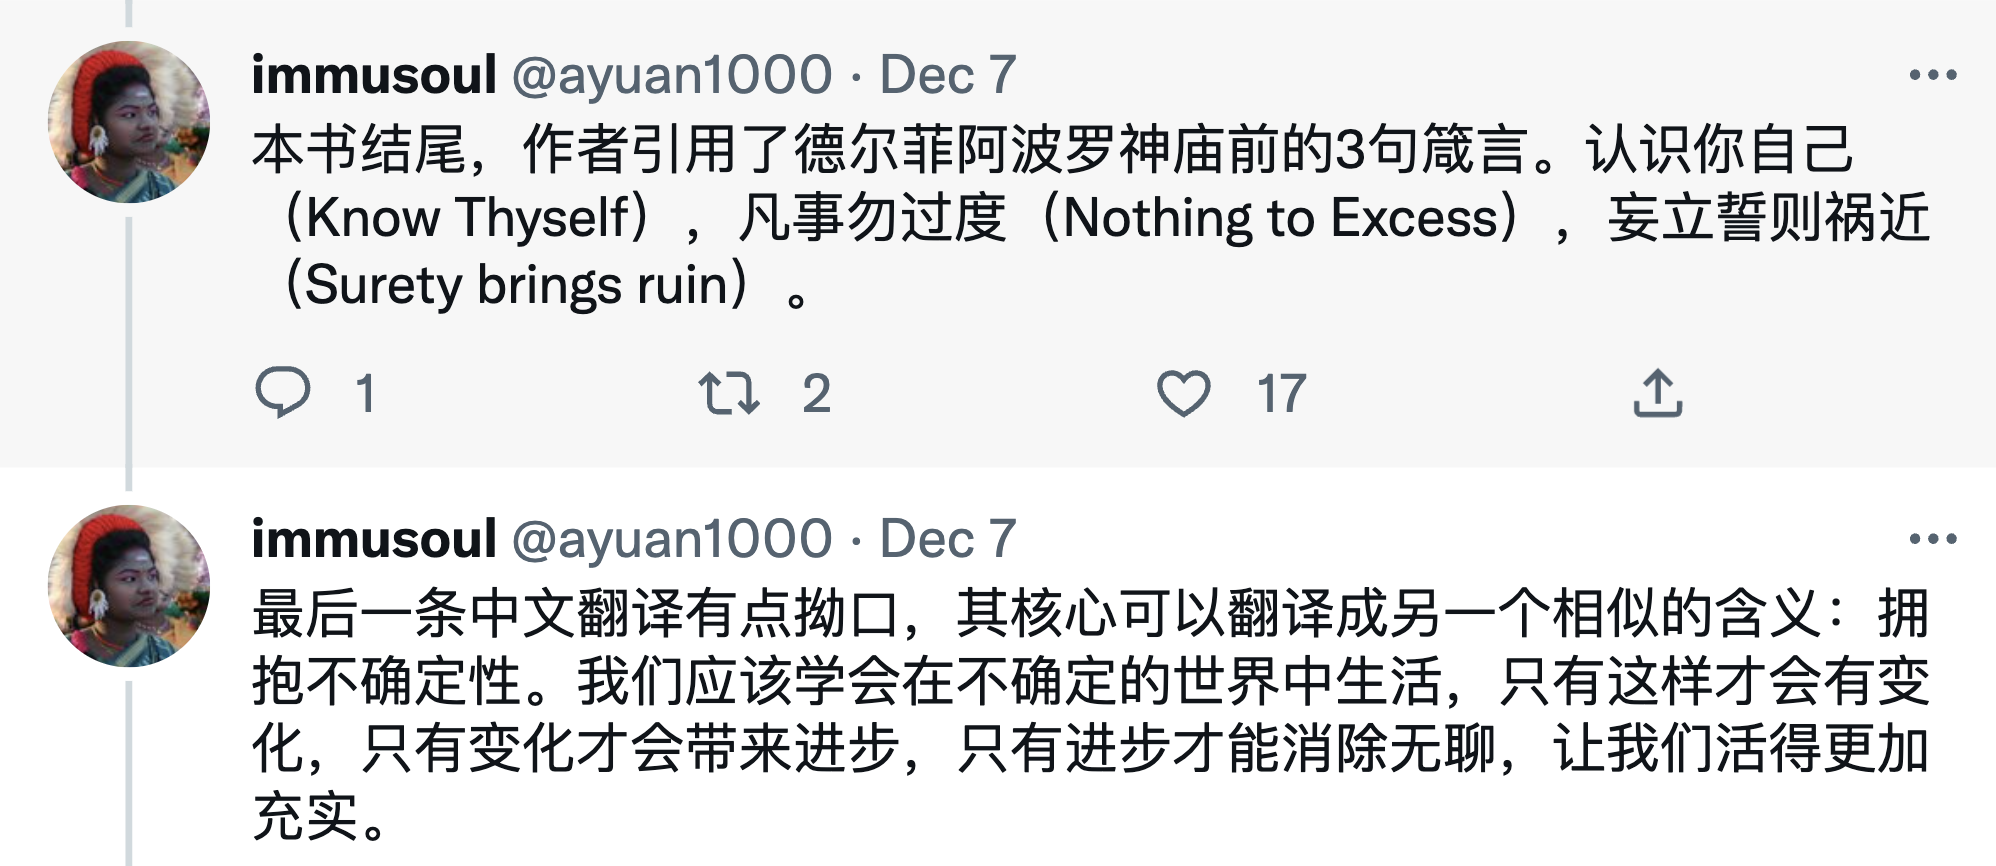 immusoul @ayuan1000 · Dec 7
本书结尾，作者引用了德尔菲阿波罗神庙前的3句箴言。认识你自己
（Know Thyself），凡事勿过度（Nothing to Excess），妄立誓则祸近
（Surety brings ruin）。
1 2 17
immusoul @ayuan1000 · Dec 7
最后一条中文翻译有点拗口，其核心可以翻译成另一个相似的含义：拥
抱不确定性。我们应该学会在不确定的世界中生活，只有这样才会有变
化，只有变化才会带来进步，只有进步才能消除无聊，让我们活得更加
充实。